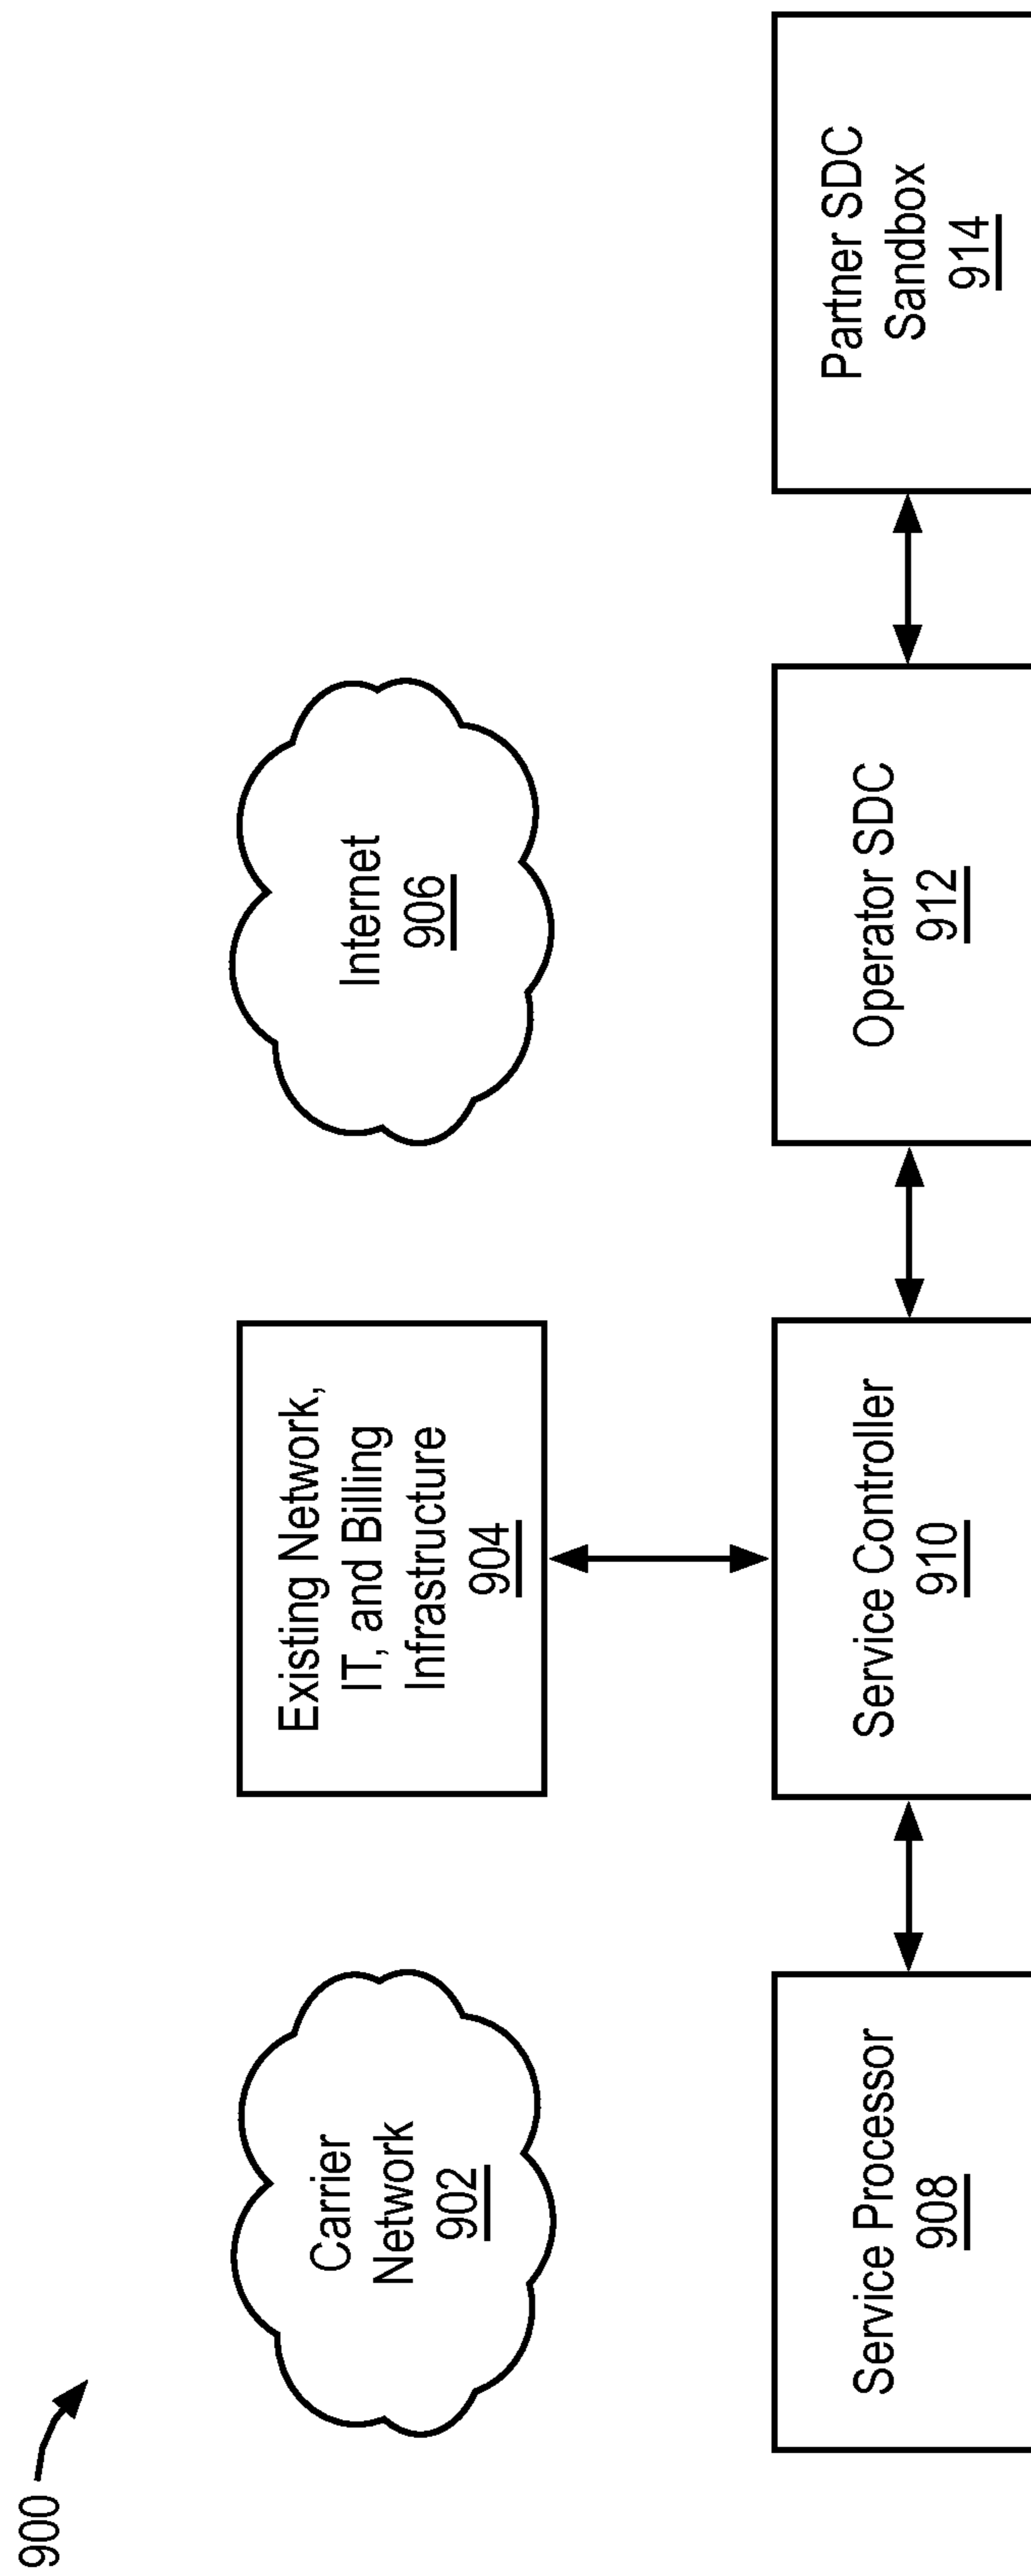 900
Carrier
Network
902
Existing Network,
IT, and Billing
Infrastructure
904
Internet
906
Service Processor
908
Service Controller
910
Operator SDC
912
Partner SDC
Sandbox
914